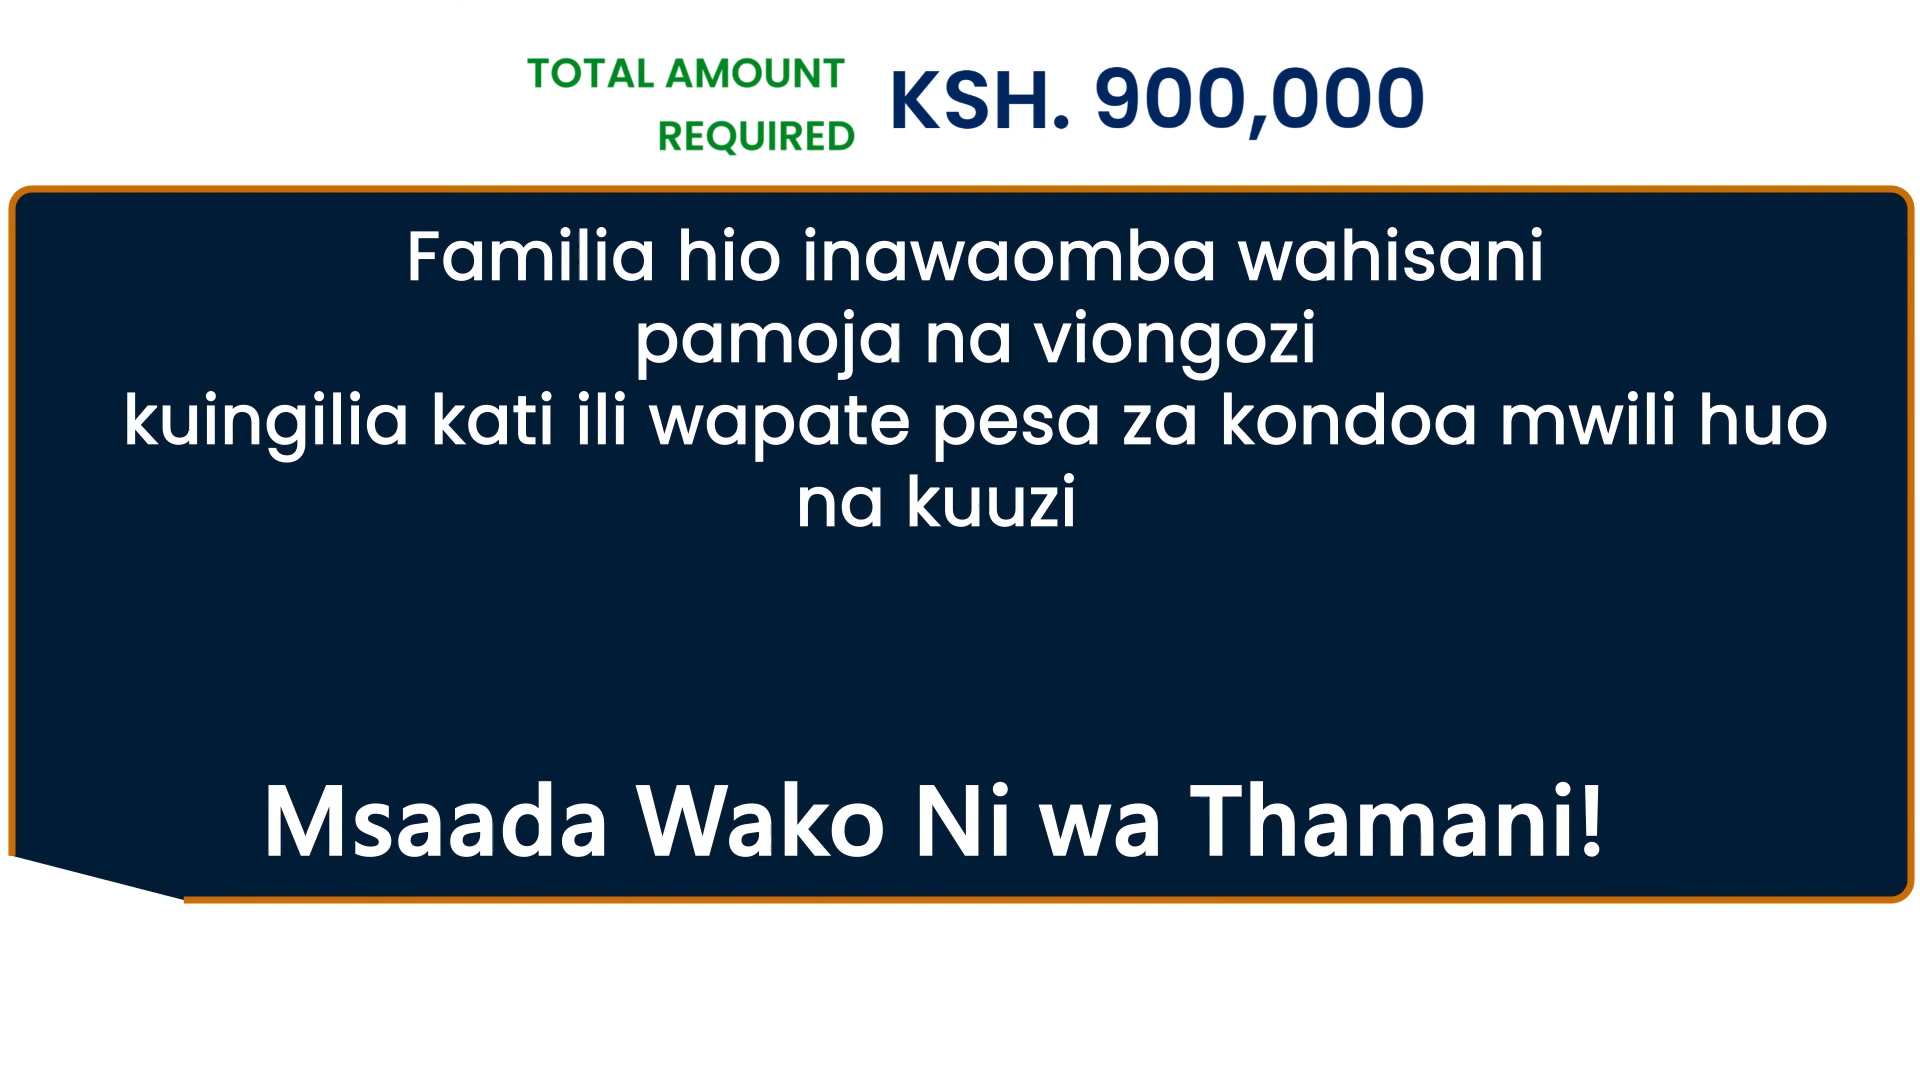 TOTAL AMOUNT
REQUIRED
KSH. 900,000
Familia hio inawaomba wahisani
pamoja na viongozi
kuingilia kati ili wapate pesa za kondoa mwili huo
na kuuzi
Msaada Wako Ni wa Thamani!